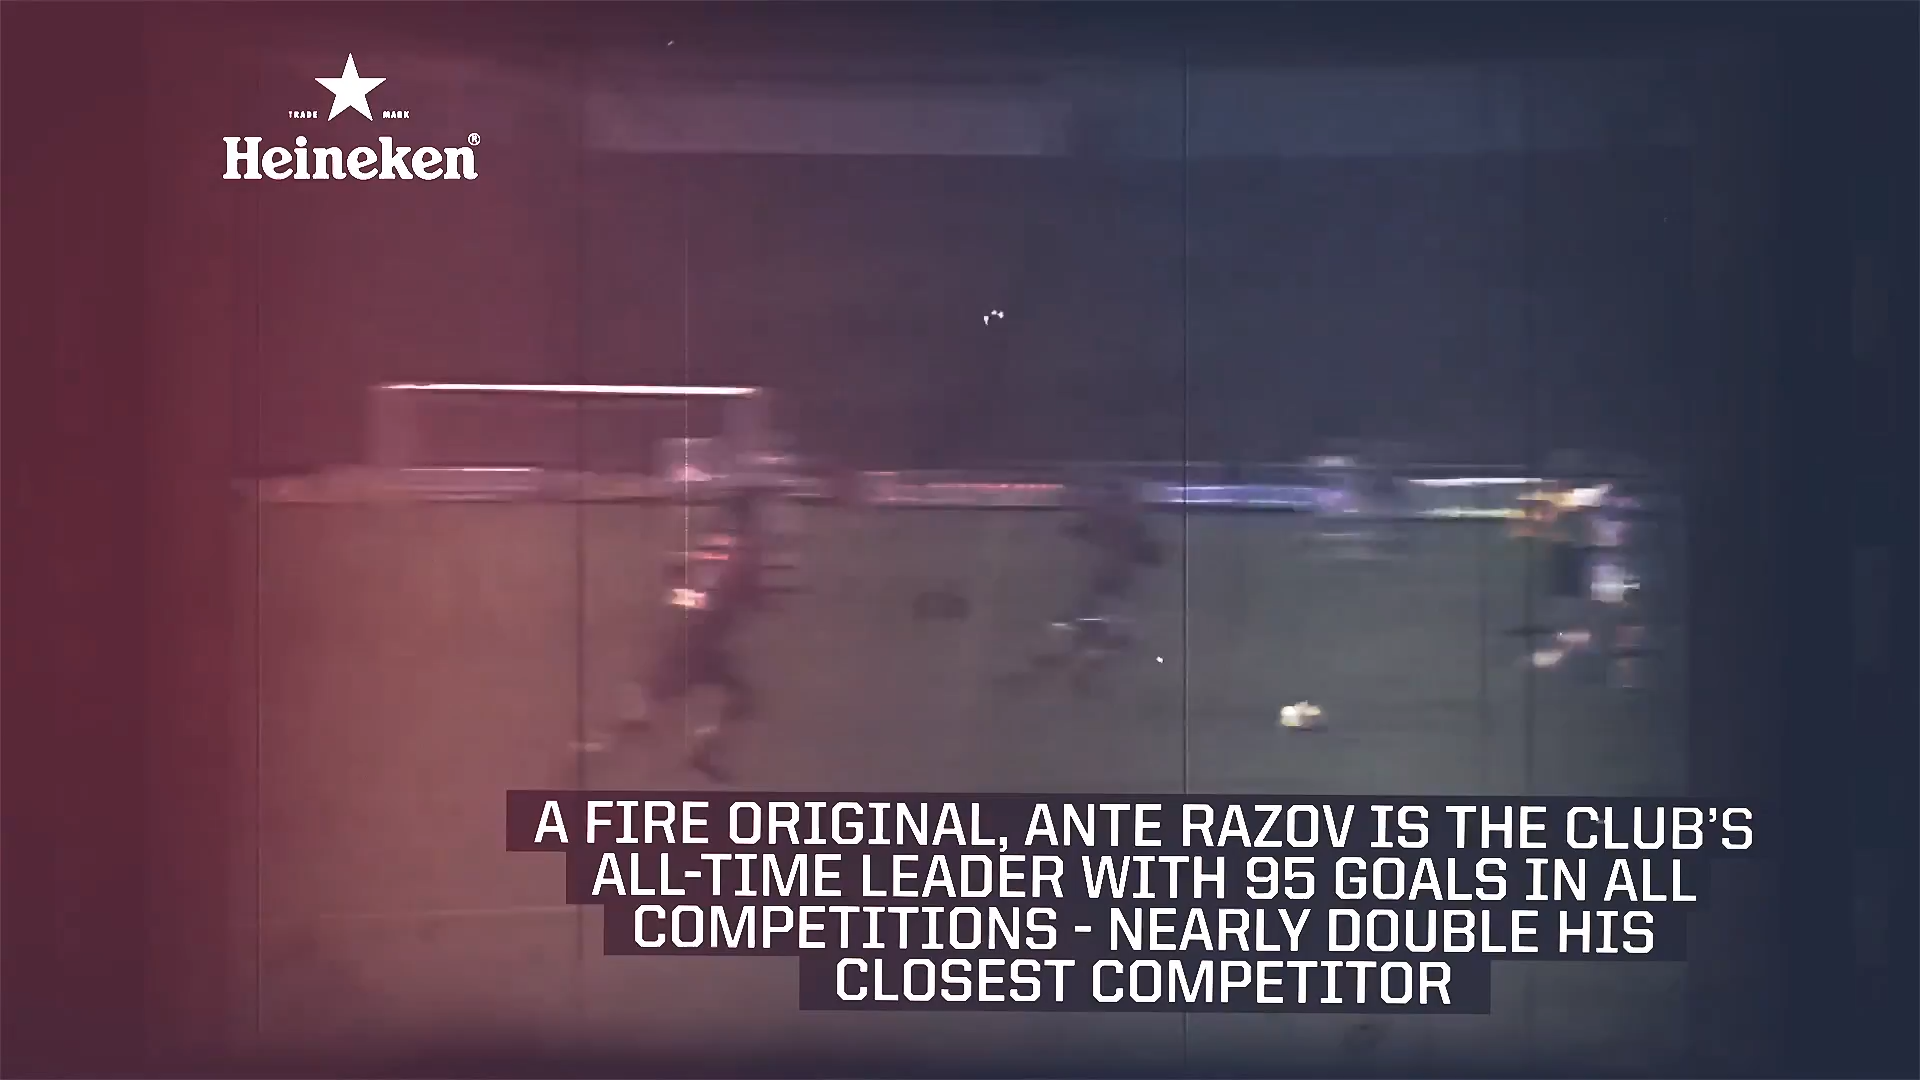 TRADE MARK
Heineken®
A FIRE ORIGINAL, ANTE RAZOV IS THE CLUB'S
ALL-TIME LEADER WITH 95 GOALS IN ALL
COMPETITIONS - NEARLY DOUBLE HIS
CLOSEST COMPETITOR